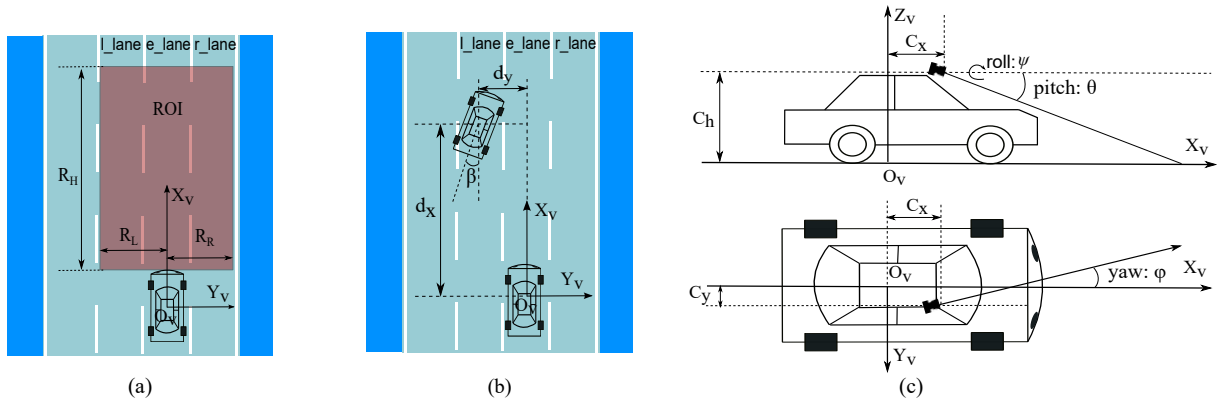 l_lane e_lane r_lane
ROI
R_H
X_v
R_L
R_R
Y_v
O_v
(a)
l_lane e_lane r_lane
d_y
β
d_x
X_v
Y_v
O_v
(b)
Z_v
C_x
roll: ψ
pitch: θ
C_h
X_v
O_v
C_x
O_v
yaw: φ
X_v
C_y
Y_v
(c)